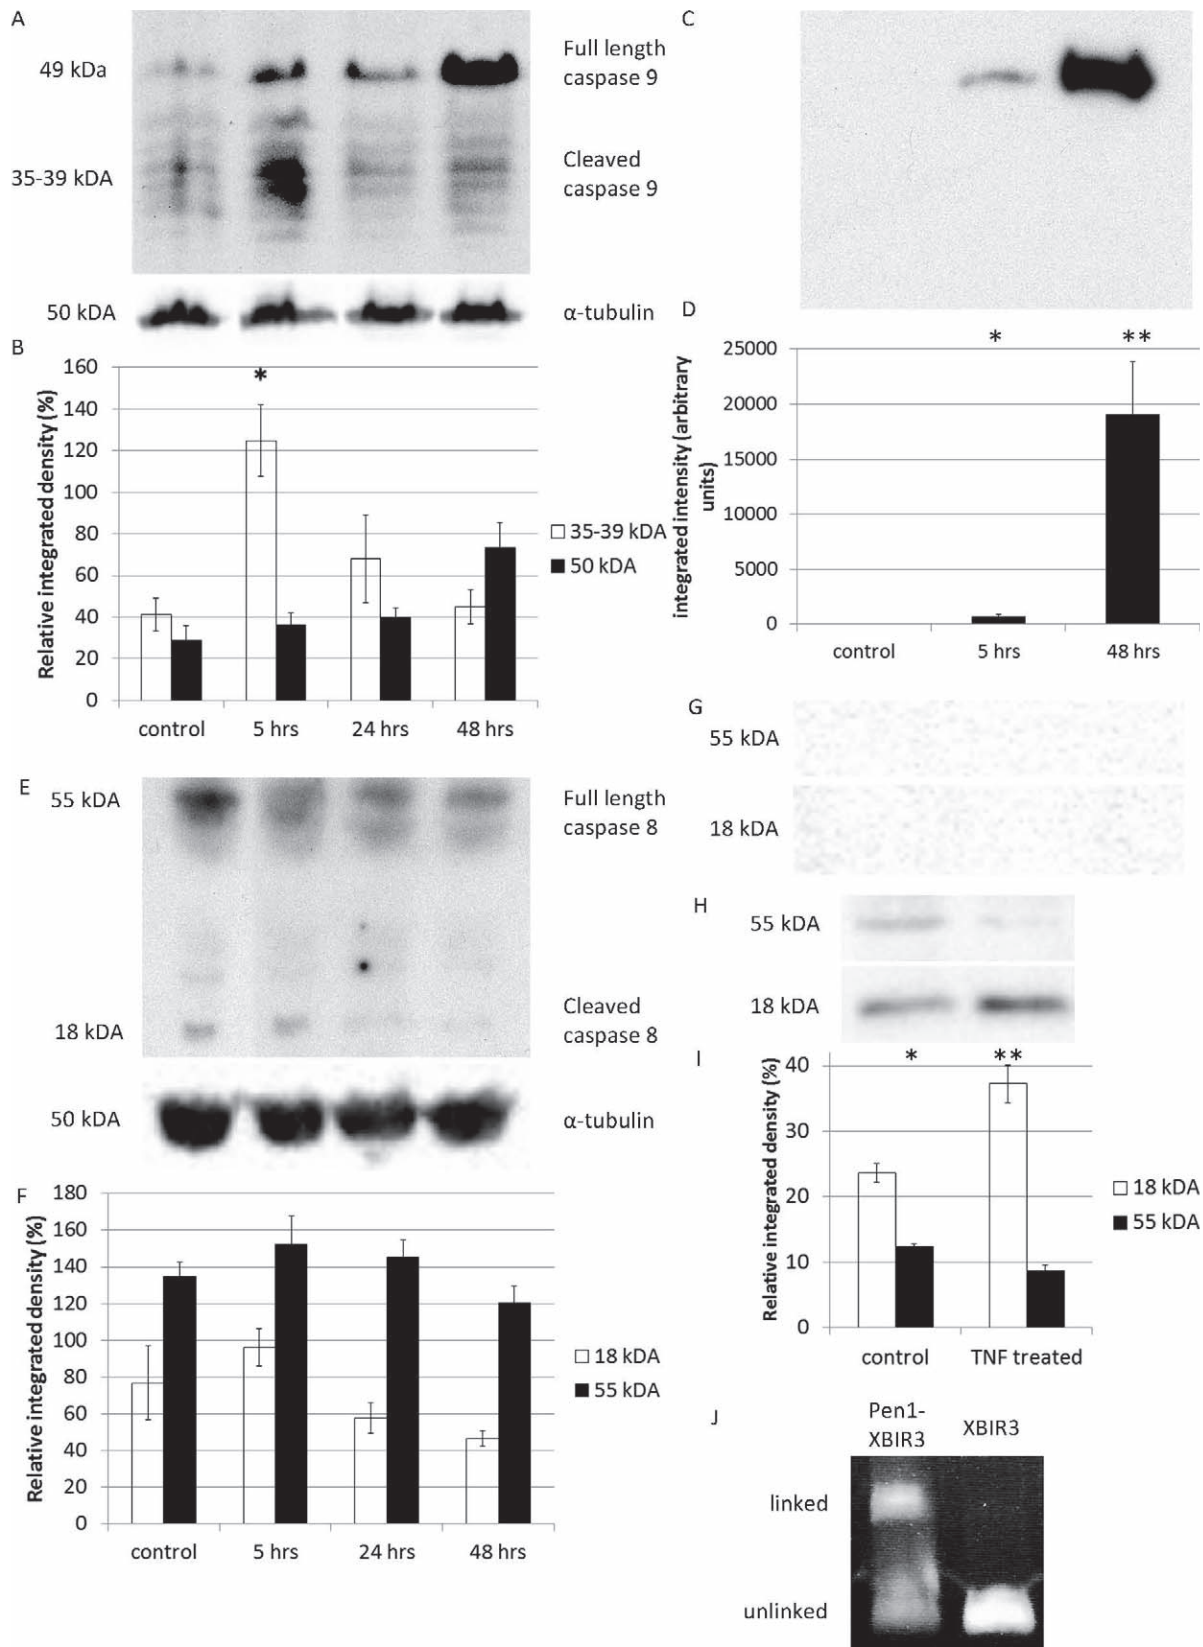 A
49 kDa
35-39 kDA
Full length
caspase 9
Cleaved
caspase 9
50 kDA
α-tubulin
B
160
140
120
100
80
60
40
20
0
Relative integrated density (%)
*
control
5 hrs
24 hrs
48 hrs
35-39 kDA
50 kDA
C
D
*
**
25000
20000
15000
10000
5000
0
integrated intensity (arbitrary
units)
control
5 hrs
48 hrs
E
55 kDA
18 kDA
Full length
caspase 8
Cleaved
caspase 8
50 kDA
α-tubulin
F
180
160
140
120
100
80
60
40
20
0
Relative integrated density (%)
control
5 hrs
24 hrs
48 hrs
18 kDA
55 kDA
G
55 kDA
18 kDA
H
55 kDA
18 kDA
I
*
**
40
30
20
10
0
Relative integrated density (%)
control
TNF treated
18 kDA
55 kDA
J
Pen1-
XBIR3
XBIR3
linked
unlinked